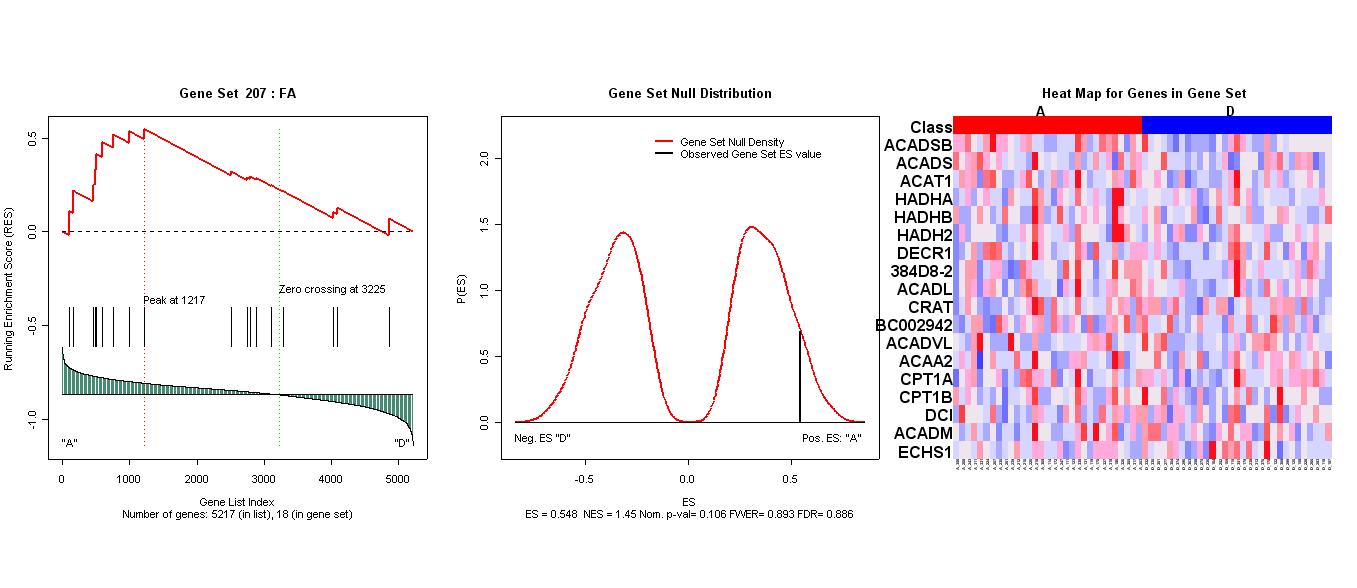 Gene Set 207 : FA
Running Enrichment Score (RES)
0.5
0.0
-0.5
-1.0
Peak at 1217
Zero crossing at 3225
"A"
"D"
0 1000 2000 3000 4000 5000
Gene List Index
Number of genes: 5217 (in list), 18 (in gene set)
Gene Set Null Distribution
Gene Set Null Density
Observed Gene Set ES value
P(ES)
2.0
1.5
1.0
0.5
0.0
Neg. ES "D"
Pos. ES: "A"
-0.5 0.0 0.5
ES
ES = 0.548 NES = 1.45 Nom. p-val= 0.106 FWER= 0.893 FDR= 0.886
Heat Map for Genes in Gene Set
A D
Class
ACADSB
ACADS
ACAT1
HADHA
HADHB
HADH2
DECR1
384D8-2
ACADL
CRAT
BC002942
ACADVL
ACAA2
CPT1A
CPT1B
DCI
ACADM
ECHS1